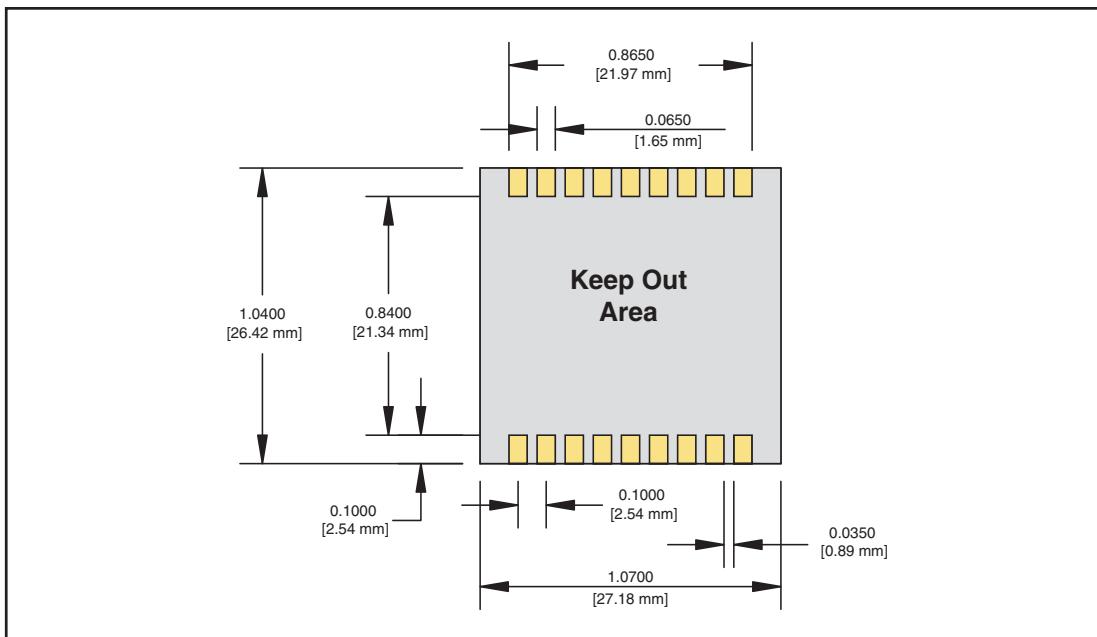 0.8650
[21.97 mm]
0.0650
[1.65 mm]
Keep Out
Area
1.0400
[26.42 mm]
0.8400
[21.34 mm]
0.1000
[2.54 mm]
0.1000
[2.54 mm]
0.0350
[0.89 mm]
1.0700
[27.18 mm]